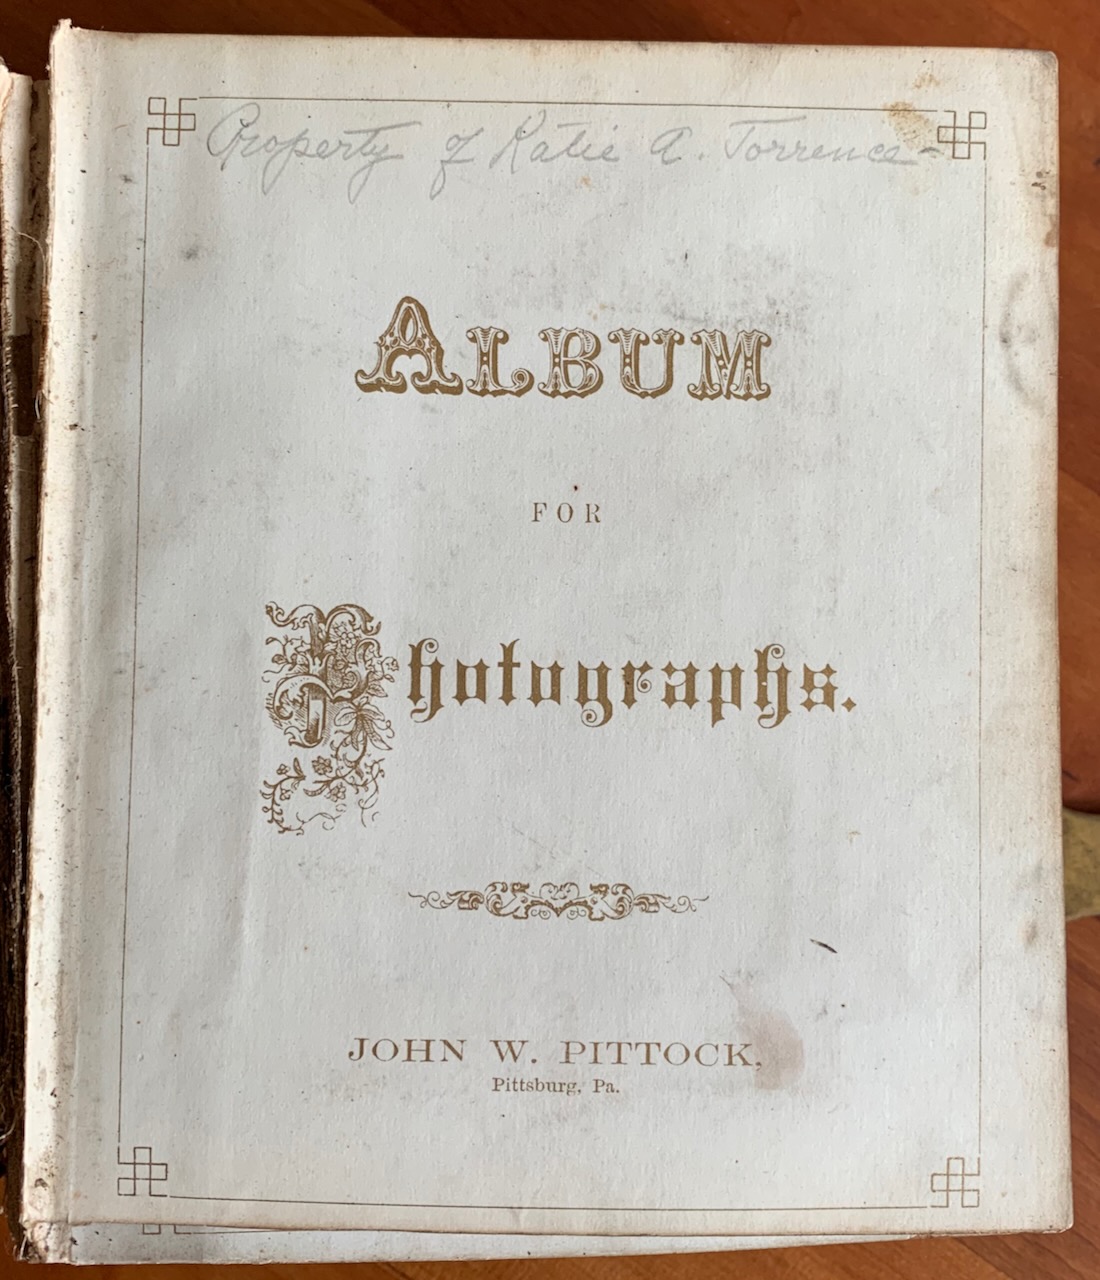 Property of Katie A. Torrence-
ALBUM
FOR
Photographs.
JOHN W. PITTOCK,
Pittsburg, Pa.